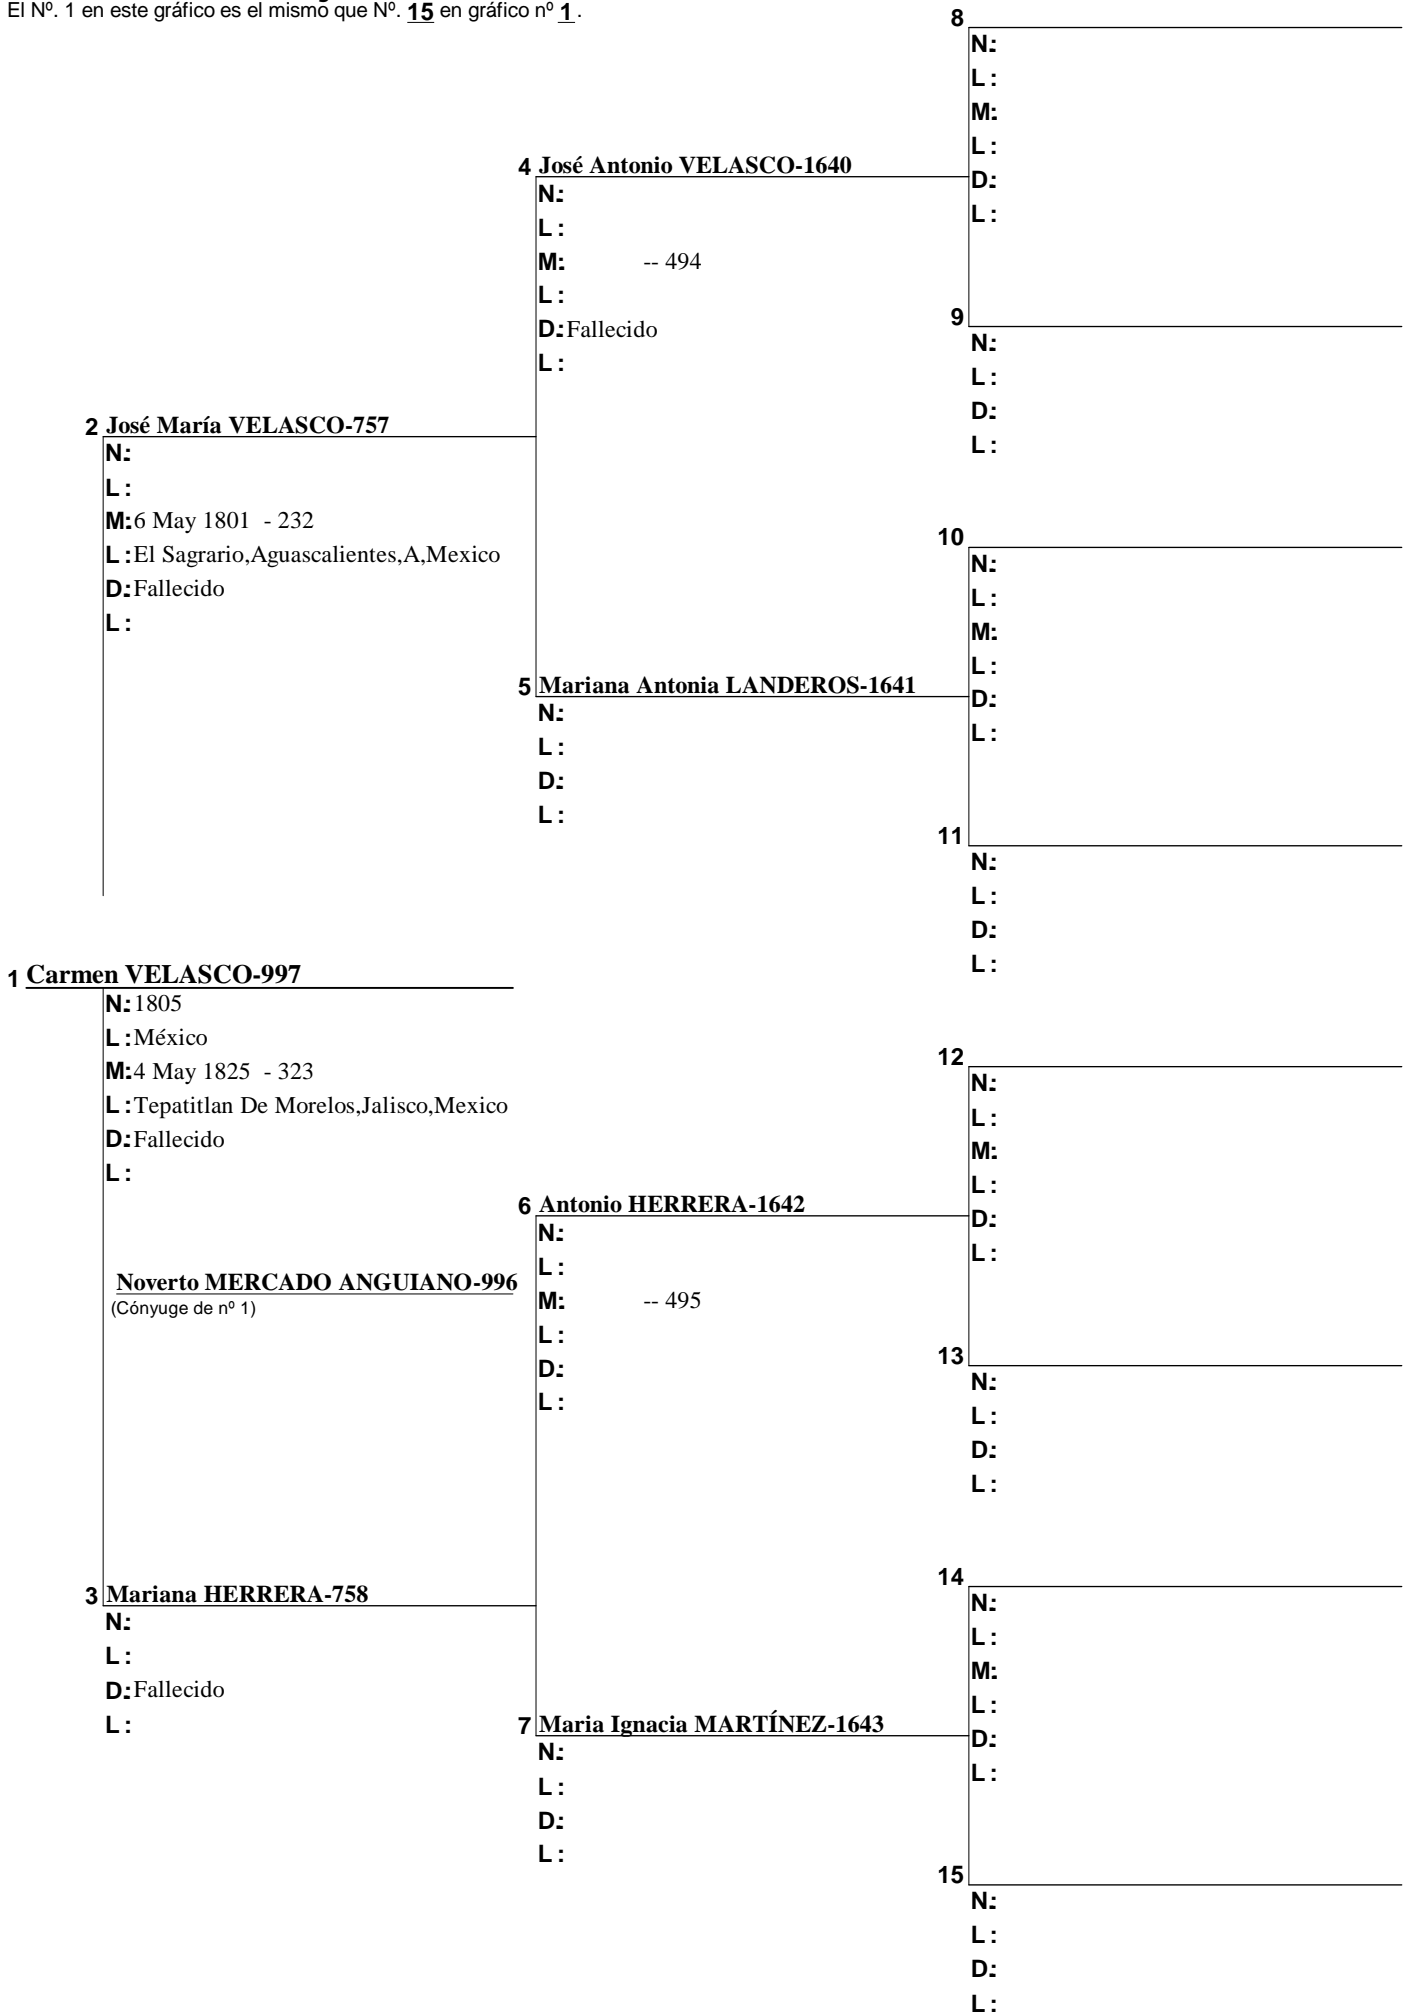 El Nº. 1 en este gráfico es el mismo que Nº. 15 en gráfico nº 1.
8
N:
L:
M:
L:
D:
L:
4 José Antonio VELASCO-1640
N:
L:
M: -- 494
L:
D: Fallecido
L:
9
N:
L:
D:
L:
2 José María VELASCO-757
N:
L:
M: 6 May 1801 - 232
L: El Sagrario,Aguascalientes,A,Mexico
D: Fallecido
L:
10
N:
L:
M:
L:
D:
L:
5 Mariana Antonia LANDEROS-1641
N:
L:
D:
L:
11
N:
L:
D:
L:
1 Carmen VELASCO-997
N: 1805
L: México
M: 4 May 1825 - 323
L: Tepatitlan De Morelos,Jalisco,Mexico
D: Fallecido
L:
12
N:
L:
M:
L:
D:
L:
6 Antonio HERRERA-1642
N:
L:
M: -- 495
L:
D:
L:
Noverto MERCADO ANGUIANO-996
(Cónyuge de nº 1)
13
N:
L:
D:
L:
3 Mariana HERRERA-758
N:
L:
D: Fallecido
L:
14
N:
L:
M:
L:
D:
L:
7 Maria Ignacia MARTÍNEZ-1643
N:
L:
D:
L:
15
N:
L:
D:
L: